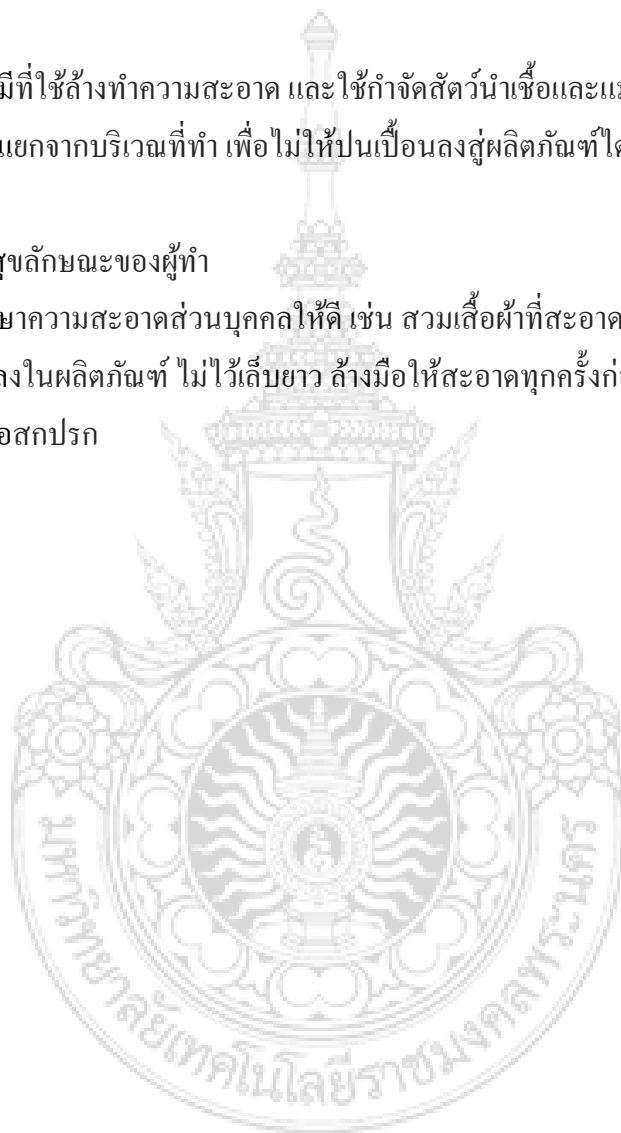 มีที่ใช้ล้างทำความสะอาด และใช้กำจัดสัตว์นำเชื้อและแม
แยกจากบริเวณที่ทำ เพื่อไม่ให้ปนเปื้อนลงสู่ผลิตภัณฑ์ได
สุขลักษณะของผู้ทำ
ษาความสะอาดส่วนบุคคลให้ดี เช่น สวมเสื้อผ้าที่สะอาด
ลงในผลิตภัณฑ์ ไม่ไว้เล็บยาว ล้างมือให้สะอาดทุกครั้งก่
อสกปรก
มหาวิทยาลัยเทคโนโลยีราชมงคลพระนคร